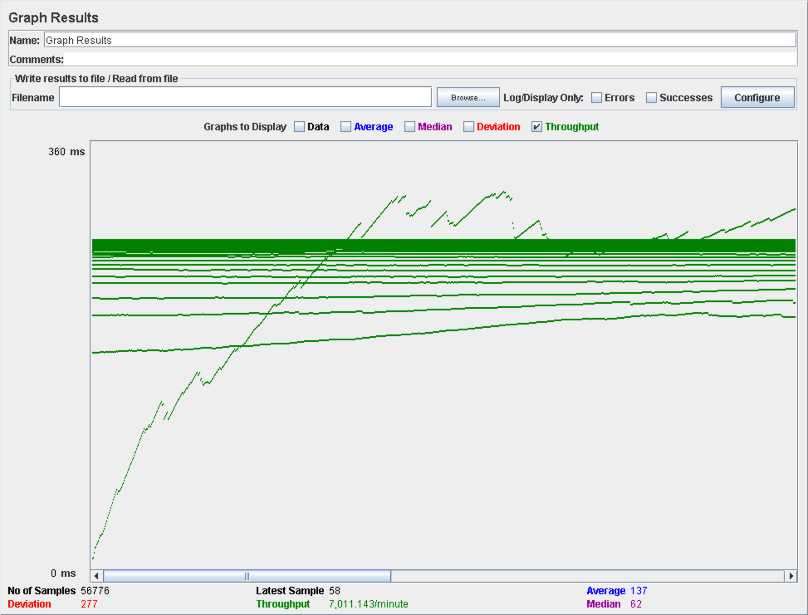 Graph Results
Name: Graph Results
Comments:
Write results to file / Read from file
Filename Browse... Log/Display Only: Errors Successes Configure
Graphs to Display Data Average Median Deviation Throughput
360 ms
0 ms
No of Samples 56776 Latest Sample 58 Average 137
Deviation 277 Throughput 7,011.143/minute Median 62